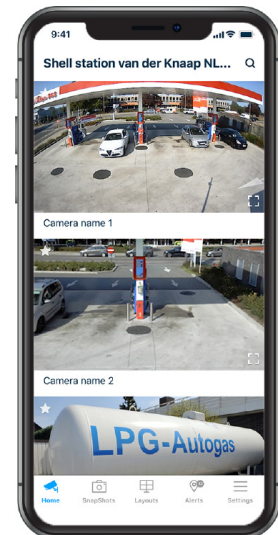 9:41
Shell station van der Knaap NL...
Camera name 1
Camera name 2
LPG-Autogas
Home
SnapShots
Layouts
Alerts
Settings